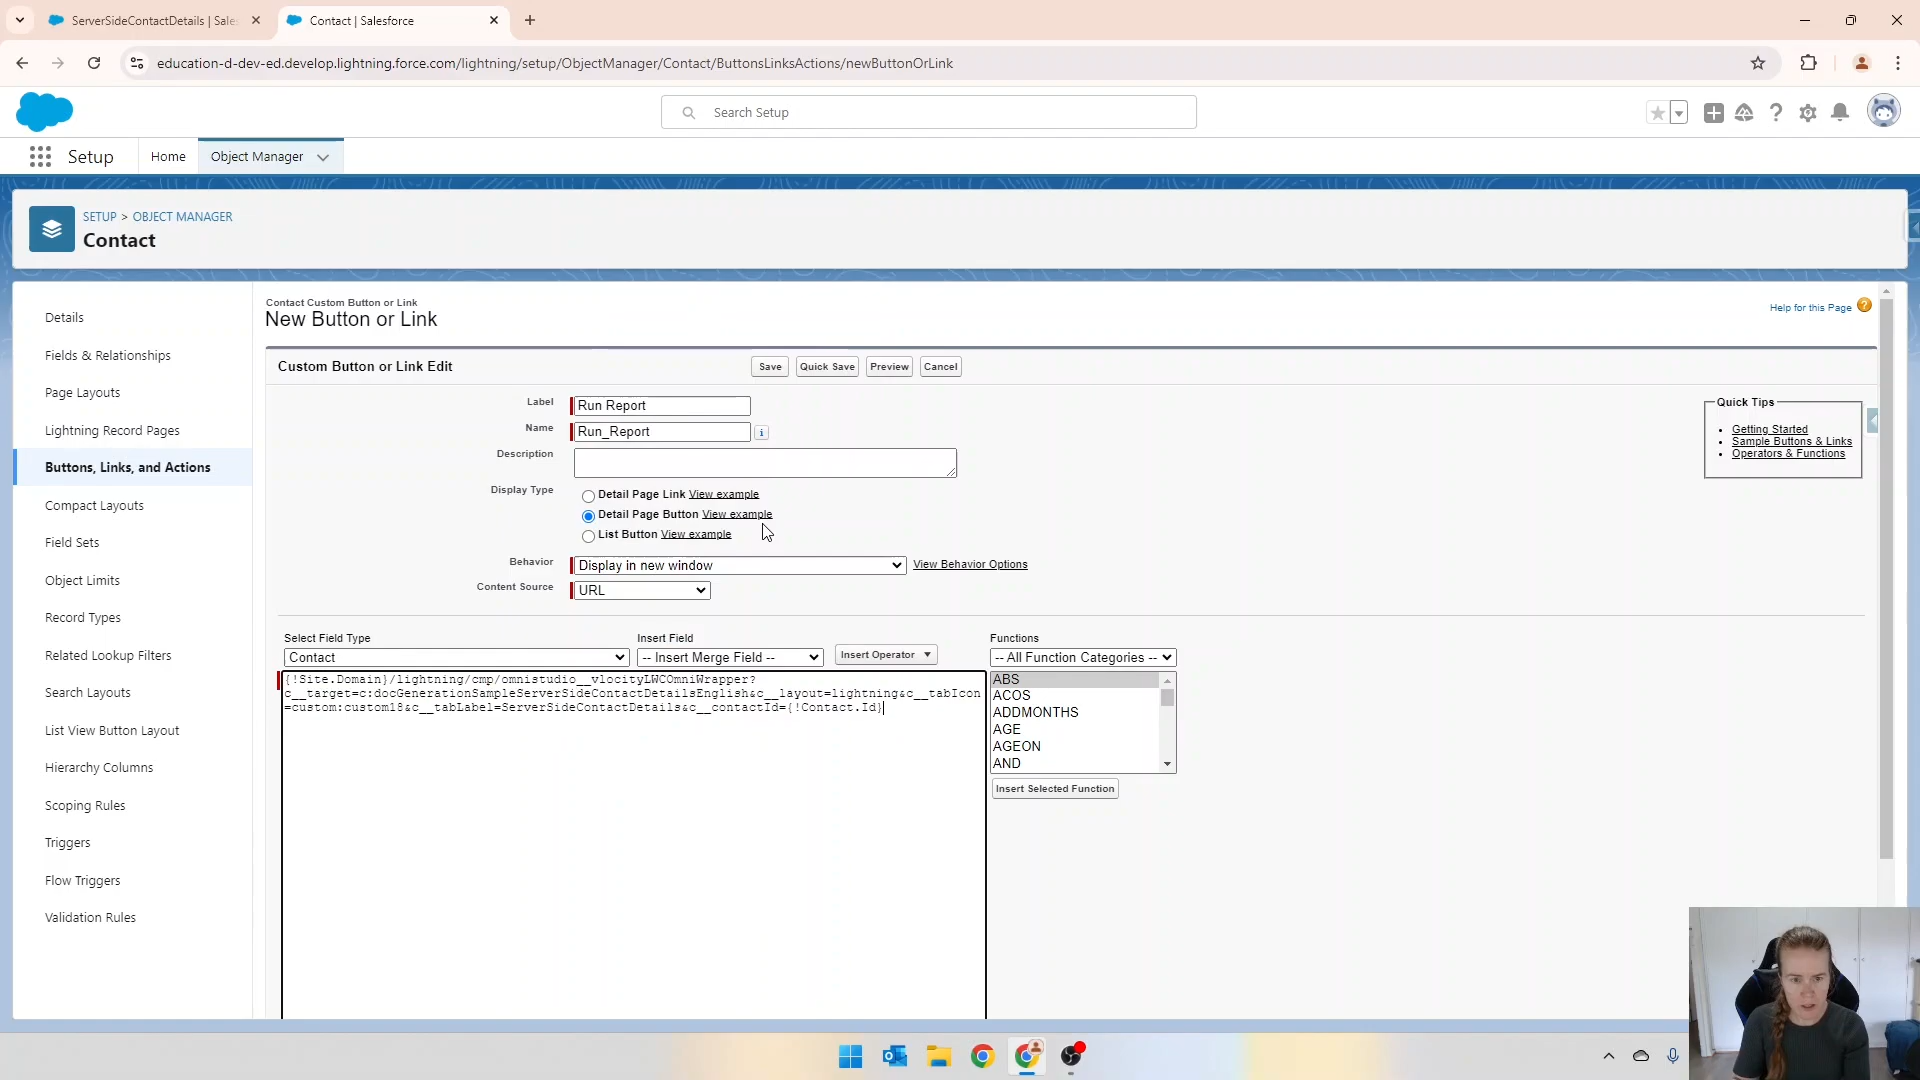 ServerSideContactDetails | Sales
Contact | Salesforce
education-d-dev-ed.develop.lightning.force.com/lightning/setup/ObjectManager/Contact/ButtonsLinksActions/newButtonOrLink
Search Setup
Setup
Home
Object Manager
SETUP > OBJECT MANAGER
Contact
Details
Fields & Relationships
Page Layouts
Lightning Record Pages
Buttons, Links, and Actions
Compact Layouts
Field Sets
Object Limits
Record Types
Related Lookup Filters
Search Layouts
List View Button Layout
Hierarchy Columns
Scoping Rules
Triggers
Flow Triggers
Validation Rules
Contact Custom Button or Link
New Button or Link
Help for this Page
Custom Button or Link Edit
Save
Quick Save
Preview
Cancel
Label
Run Report
Name
Run_Report
i
Description
Display Type
Detail Page Link View example
Detail Page Button View example
List Button View example
Behavior
Display in new window
View Behavior Options
Content Source
URL
Quick Tips
Getting Started
Sample Buttons & Links
Operators & Functions
Select Field Type
Contact
Insert Field
-- Insert Merge Field --
Insert Operator
Functions
-- All Function Categories --
{!Site.Domain}/lightning/cmp/omnistudio__vlocityLWCOmniWrapper?
c__target=c:docGenerationSampleServerSideContactDetailsEnglish&c__layout=lightning&c__tabIcon
=custom:custom18&c__tabLabel=ServerSideContactDetails&c__contactId={!Contact.Id}
ABS
ACOS
ADDMONTHS
AGE
AGEON
AND
Insert Selected Function